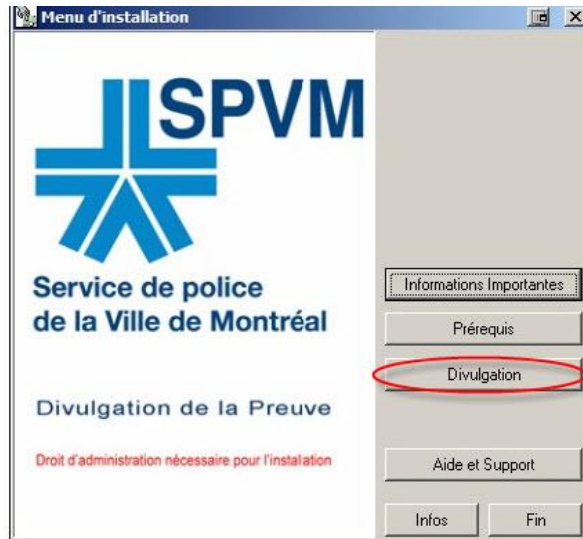 Menu d'installation
SPVM
Service de police
de la Ville de Montréal
Divulgation de la Preuve
Droit d'administration nécessaire pour l'instalation
Informations Importantes
Prérequis
Divulgation
Aide et Support
Infos
Fin